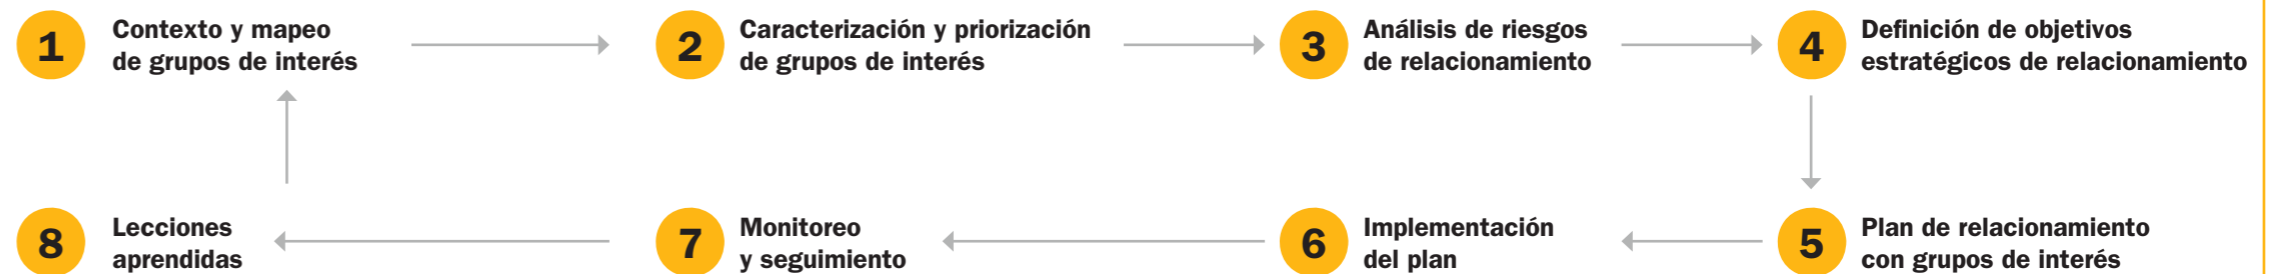 1
Contexto y mapeo
de grupos de interés
2
Caracterización y priorización
de grupos de interés
3
Análisis de riesgos
de relacionamiento
4
Definición de objetivos
estratégicos de relacionamiento
5
Plan de relacionamiento
con grupos de interés
6
Implementación
del plan
7
Monitoreo
y seguimiento
8
Lecciones
aprendidas